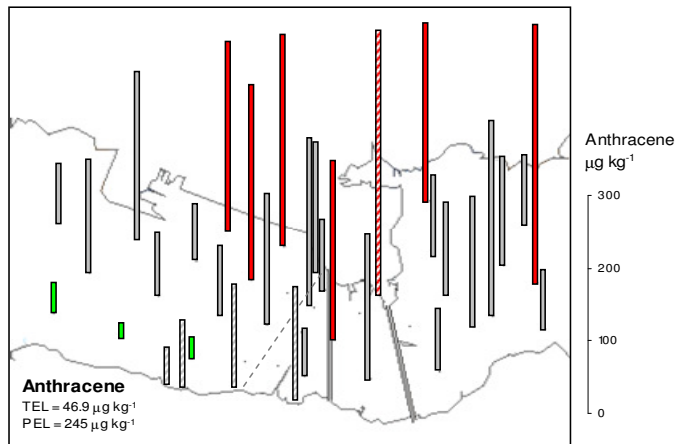 Anthracene
μg kg⁻¹
300
200
100
0
Anthracene
TEL = 46.9 μg kg⁻¹
PEL = 245 μg kg⁻¹